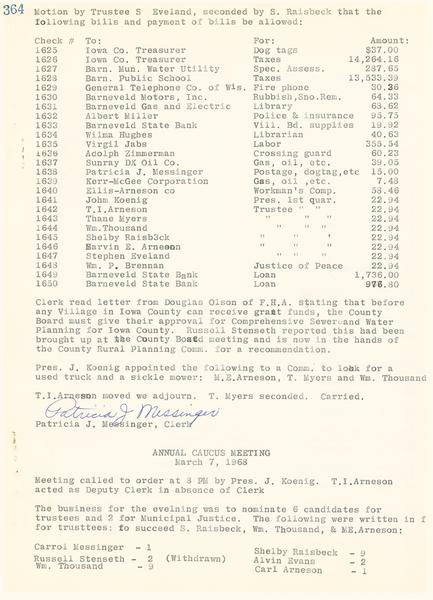 364
Motion by Trustee S Eveland, seconded by S. Raisbeck that the
following bills and payment of bills be allowed:
Check # To: For: Amount:
1625 Iowa Co. Treasurer Dog tags $37.00
1626 Iowa Co. Treasurer Taxes 14,264.16
1627 Barn. Mun. Water Utility Spec. Assess. 287.65
1628 Barn. Public School Taxes 13,533.39
1629 General Telephone Co. of Wis. Fire phone 30.26
1630 Barneveld Motors, Inc. Rubbish,Sno.Rem. 64.33
1631 Barneveld Gas and Electric Library 63.62
1632 Albert Miller Police & insurance 95.75
1633 Barneveld State Bank Vill. Bd. supplies 19.92
1634 Wilma Hughes Librarian 40.63
1635 Virgil Jabs Labor 355.54
1636 Adolph Zimmerman Crossing guard 60.23
1637 Sunray DX Oil Co. Gas, oil, etc. 39.05
1638 Patricia J. Messinger Postage, dogtag,etc 15.00
1639 Kerr-McGee Corporation Gas, oil ,etc. 7.48
1640 Ellis-Arneson co Workman's Comp. 58.46
1641 John Koenig Pres. 1st quar. 22.94
1642 T.I.Arneson Trustee " " 22.94
1643 Thane Myers " " " 22.94
1644 Wm.Thousand " " " 22.94
1645 Shelby Raisb3ck " " ' 22.94
1646 Marvin E. Arneson " " " 22.94
1647 Stephen Eveland " " " 22.94
1648 Wm. P. Brennan Justice of Peace 22.94
1649 Barneveld State Bank Loan 1,736.00
1650 Barneveld State Bank Loan 976.80
Clerk read letter from Douglas Olson of F.H.A. stating that before
any Village in Iowa County can receive grant funds, the County
Board must give their approval for Comprehensive Sewer and Water
Planning for Iowa County. Russell Stenseth reported this had been
brought up at the County Board meeting and is now in the hands of
the County Rural Planning Comm. for a recommendation.
Pres. J. Koenig appointed the following to a Comm. to look for a
used truck and a sickle mower: M.E.Arneson, T. Myers and Wm. Thousand
T.I.Arneson moved we adjourn. T. Myers seconded. Carried.
Patricia J Messinger
Patricia J. Messinger, Clerk
ANNUAL CAUCUS MEETING
March 7, 1968
Meeting called to order at 8 PM by Pres. J. Koenig. T.I.Arneson
acted as Deputy Clerk in absence of Clerk
The business for the evelning was to nominate 6 candidates for
trustees and 2 for Municipal Justice. The following were written in f
for trustees: to succeed S. Raisbeck, Wm. Thousand, & ME.Arneson:
Carrol Messinger - 1
Russell Stenseth - 2 (Withdrawn)
Wm. Thousand - 9
Shelby Raisbeck - 9
Alvin Evans - 2
Carl Arneson - 1